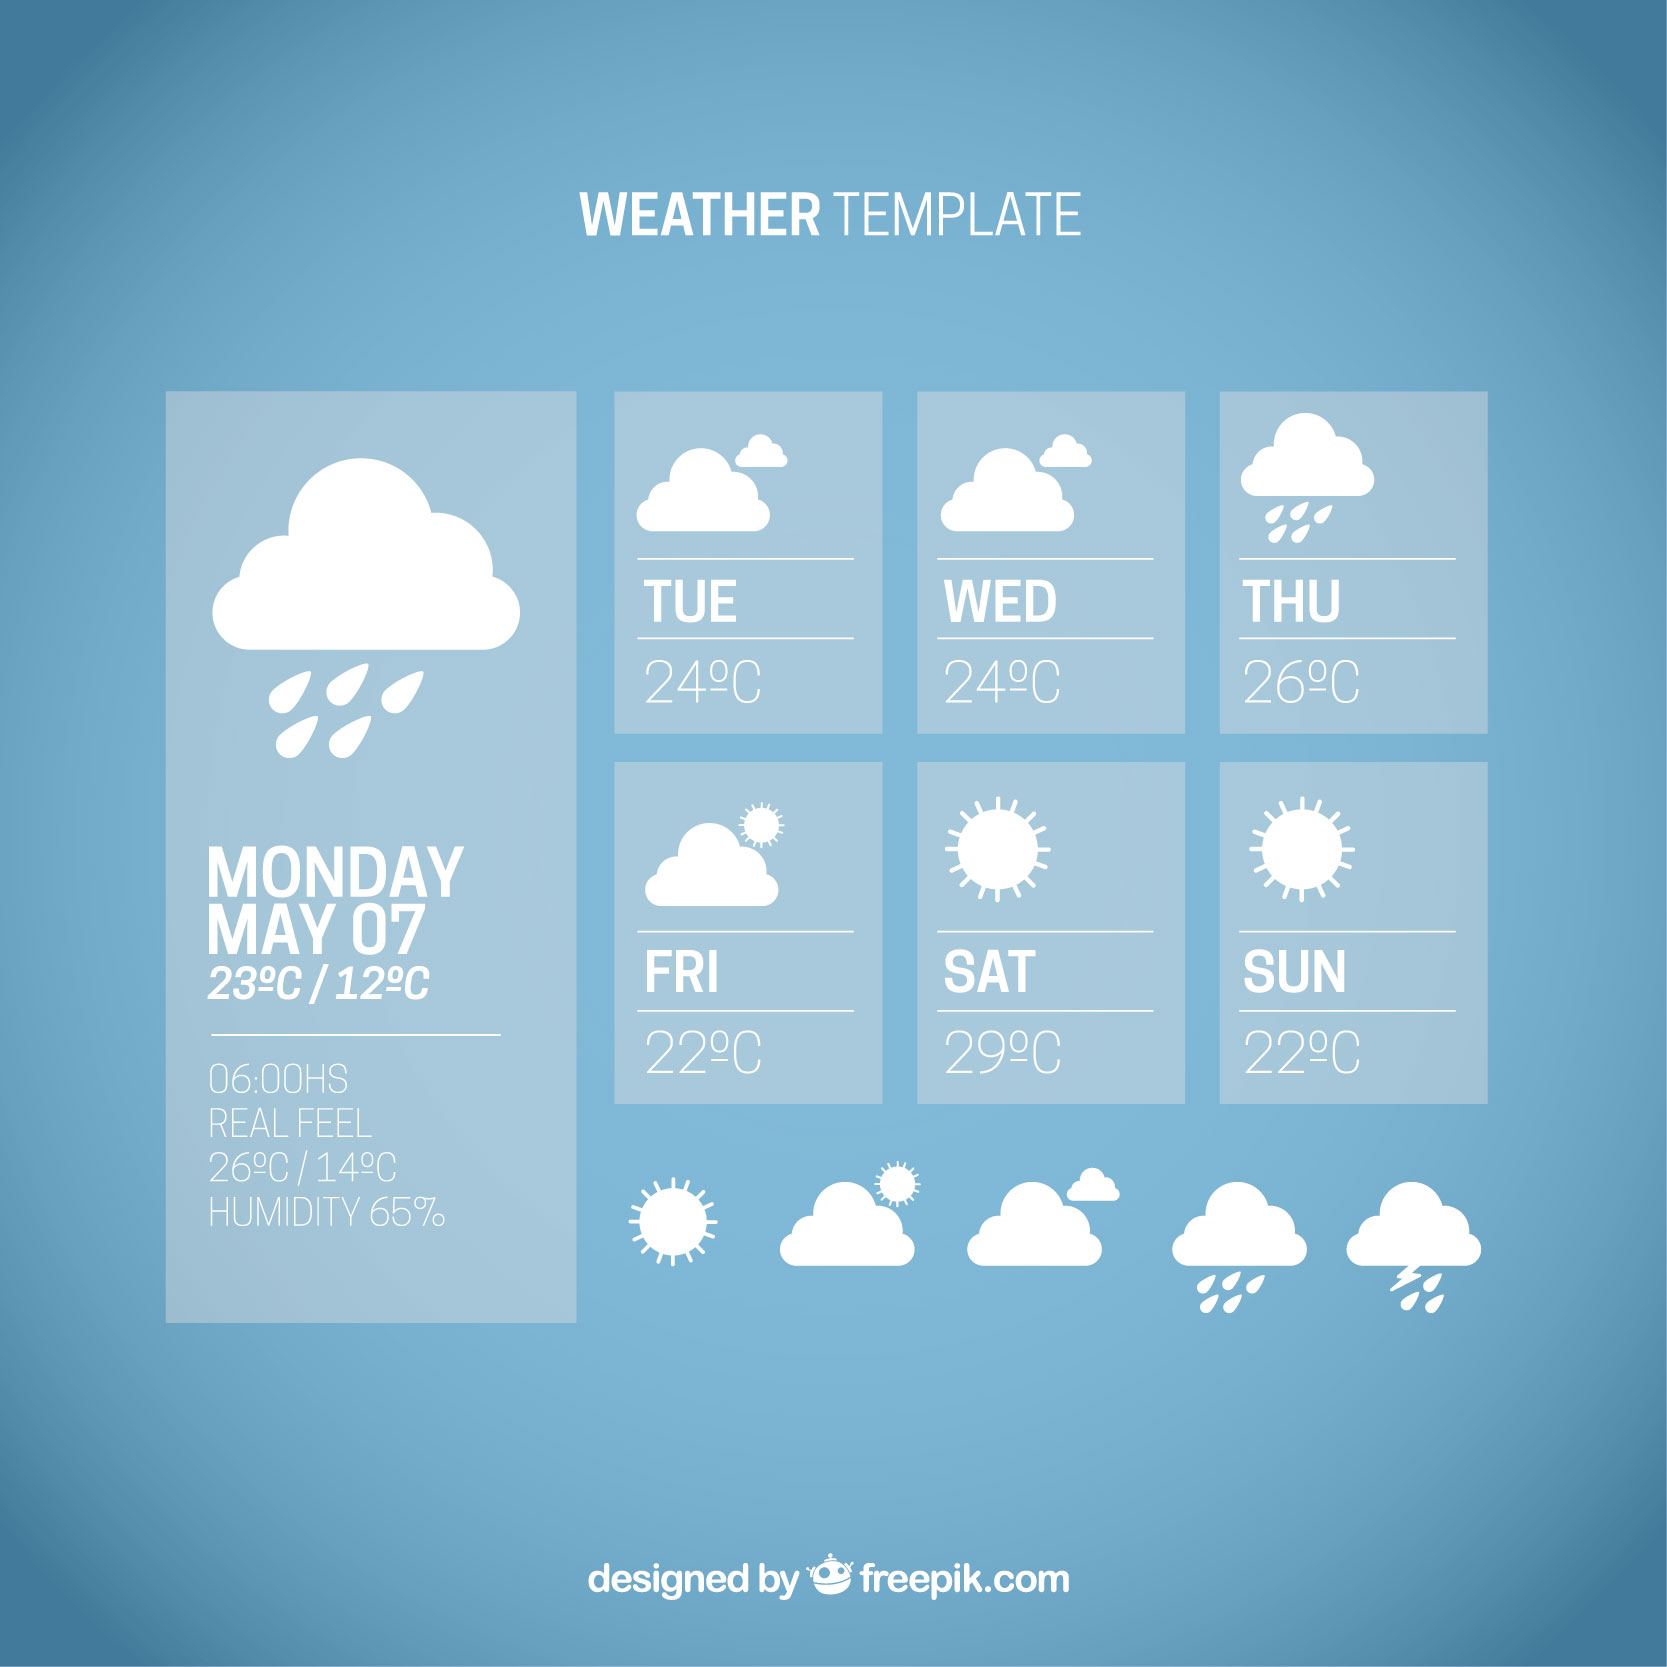 WEATHER TEMPLATE
MONDAY
MAY 07
23ºC / 12ºC
06:00HS
REAL FEEL
26ºC / 14ºC
HUMIDITY 65%
TUE
24ºC
WED
24ºC
THU
26ºC
FRI
22ºC
SAT
29ºC
SUN
22ºC
designed by freepik.com